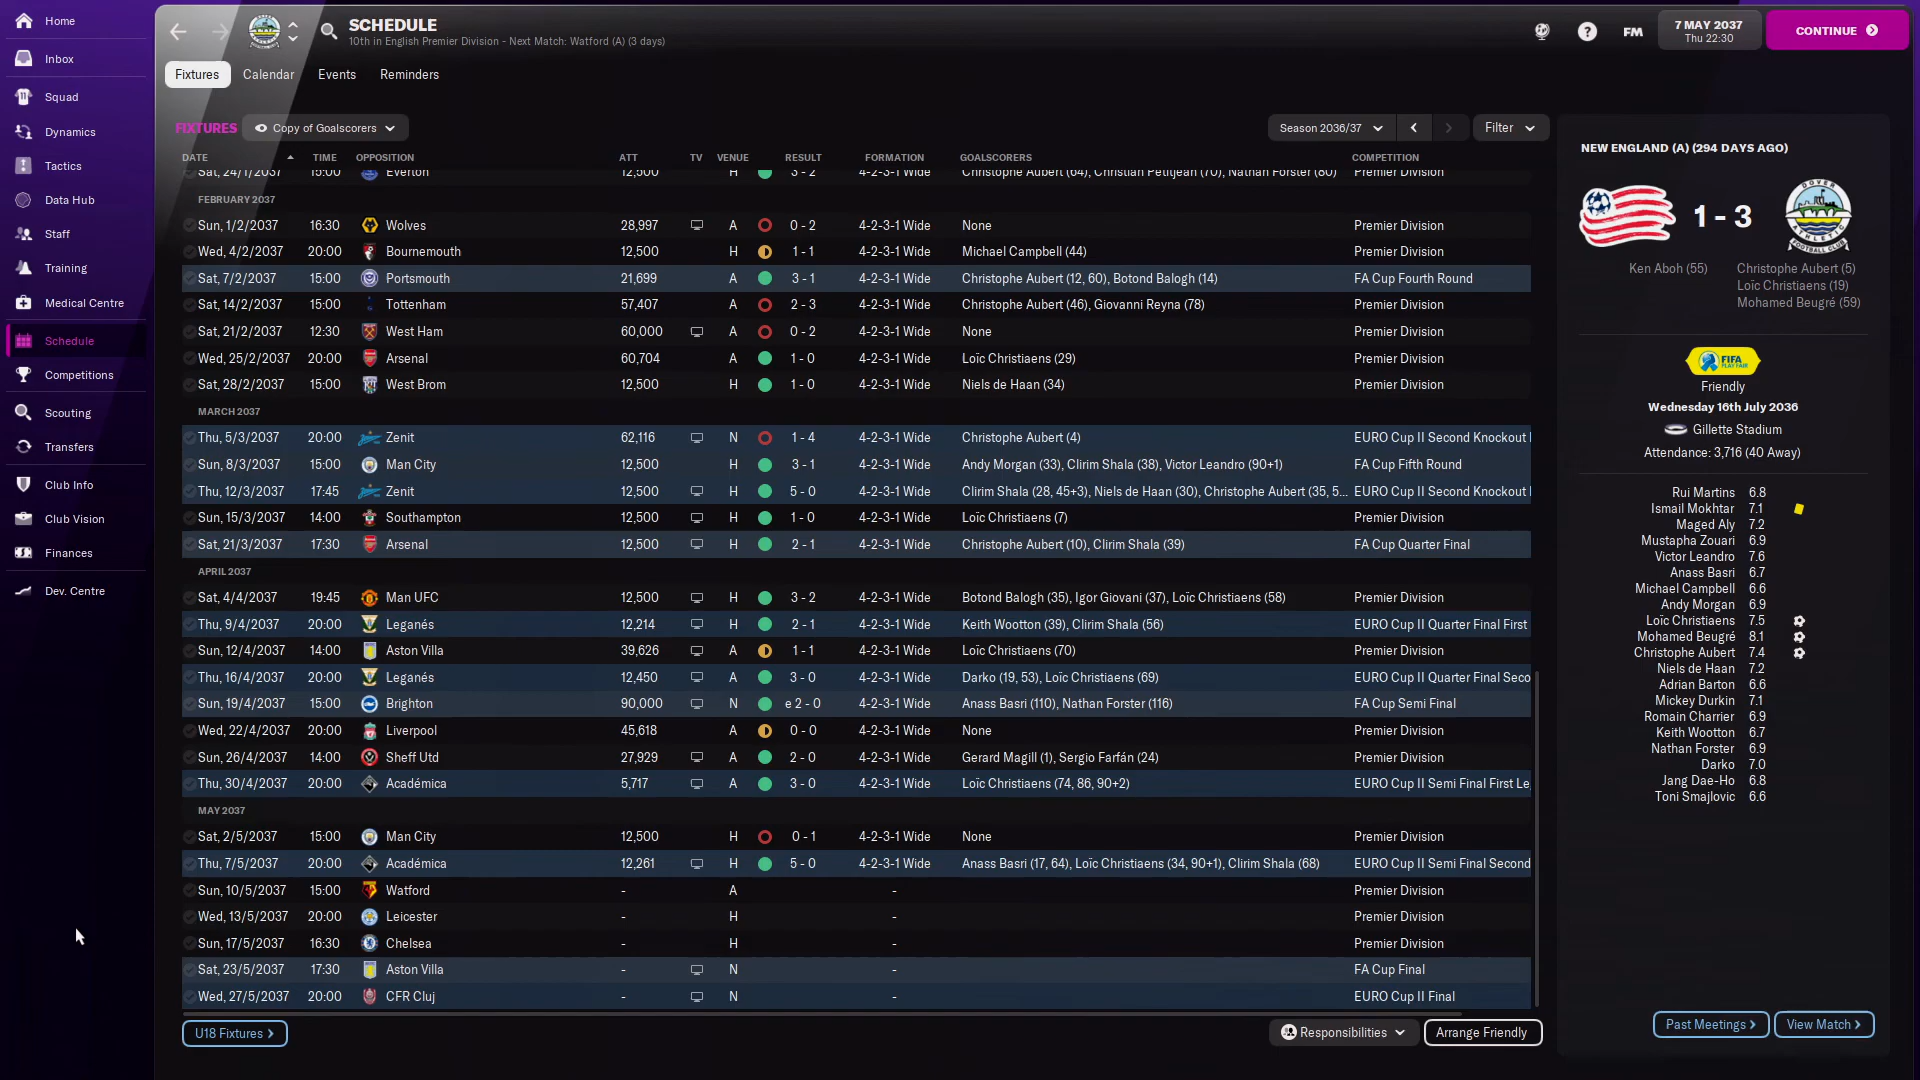 Home
Inbox
Squad
Dynamics
Tactics
Data Hub
Staff
Training
Medical Centre
Schedule
Competitions
Scouting
Transfers
Club Info
Club Vision
Finances
Dev. Centre
SCHEDULE
10th in English Premier Division - Next Match: Watford (A) (3 days)
FM
7 MAY 2037
Thu 22:30
CONTINUE
Fixtures Calendar Events Reminders
FIXTURES Copy of Goalscorers Season 2036/37 Filter
DATE TIME OPPOSITION ATT TV VENUE RESULT FORMATION GOALSCORERS COMPETITION
Sat, 24/1/2037 15:00 Everton 12,500 H 3 - 2 4-2-3-1 Wide Christophe Aubert (64), Christian Petitjean (70), Nathan Forster (80) Premier Division
FEBRUARY 2037
Sun, 1/2/2037 16:30 Wolves 28,997 A 0 - 2 4-2-3-1 Wide None Premier Division
Wed, 4/2/2037 20:00 Bournemouth 12,500 H 1 - 1 4-2-3-1 Wide Michael Campbell (44) Premier Division
Sat, 7/2/2037 15:00 Portsmouth 21,699 A 3 - 1 4-2-3-1 Wide Christophe Aubert (12, 60), Botond Balogh (14) FA Cup Fourth Round
Sat, 14/2/2037 15:00 Tottenham 57,407 A 2 - 3 4-2-3-1 Wide Christophe Aubert (46), Giovanni Reyna (78) Premier Division
Sat, 21/2/2037 12:30 West Ham 60,000 A 0 - 2 4-2-3-1 Wide None Premier Division
Wed, 25/2/2037 20:00 Arsenal 60,704 A 1 - 0 4-2-3-1 Wide Loïc Christiaens (29) Premier Division
Sat, 28/2/2037 15:00 West Brom 12,500 H 1 - 0 4-2-3-1 Wide Niels de Haan (34) Premier Division
MARCH 2037
Thu, 5/3/2037 20:00 Zenit 62,116 N 1 - 4 4-2-3-1 Wide Christophe Aubert (4) EURO Cup II Second Knockout
Sun, 8/3/2037 15:00 Man City 12,500 H 3 - 1 4-2-3-1 Wide Andy Morgan (33), Clirim Shala (38), Victor Leandro (90+1) FA Cup Fifth Round
Thu, 12/3/2037 17:45 Zenit 12,500 H 5 - 0 4-2-3-1 Wide Clirim Shala (28, 45+3), Niels de Haan (30), Christophe Aubert (35, 5... EURO Cup II Second Knockout
Sun, 15/3/2037 14:00 Southampton 12,500 H 1 - 0 4-2-3-1 Wide Loïc Christiaens (7) Premier Division
Sat, 21/3/2037 17:30 Arsenal 12,500 H 2 - 1 4-2-3-1 Wide Christophe Aubert (10), Clirim Shala (39) FA Cup Quarter Final
APRIL 2037
Sat, 4/4/2037 19:45 Man UFC 12,500 H 3 - 2 4-2-3-1 Wide Botond Balogh (35), Igor Giovani (37), Loïc Christiaens (58) Premier Division
Thu, 9/4/2037 20:00 Leganés 12,214 H 2 - 1 4-2-3-1 Wide Keith Wootton (39), Clirim Shala (56) EURO Cup II Quarter Final First
Sun, 12/4/2037 14:00 Aston Villa 39,626 A 1 - 1 4-2-3-1 Wide Loïc Christiaens (70) Premier Division
Thu, 16/4/2037 20:00 Leganés 12,450 A 3 - 0 4-2-3-1 Wide Darko (19, 53), Loïc Christiaens (69) EURO Cup II Quarter Final Seco
Sun, 19/4/2037 15:00 Brighton 90,000 N e 2 - 0 4-2-3-1 Wide Anass Basri (110), Nathan Forster (116) FA Cup Semi Final
Wed, 22/4/2037 20:00 Liverpool 45,618 A 0 - 0 4-2-3-1 Wide None Premier Division
Sun, 26/4/2037 14:00 Sheff Utd 27,929 A 2 - 0 4-2-3-1 Wide Gerard Magill (1), Sergio Farfán (24) Premier Division
Thu, 30/4/2037 20:00 Académica 5,717 A 3 - 0 4-2-3-1 Wide Loïc Christiaens (74, 86, 90+2) EURO Cup II Semi Final First Le
MAY 2037
Sat, 2/5/2037 15:00 Man City 12,500 H 0 - 1 4-2-3-1 Wide None Premier Division
Thu, 7/5/2037 20:00 Académica 12,261 H 5 - 0 4-2-3-1 Wide Anass Basri (17, 64), Loïc Christiaens (34, 90+1), Clirim Shala (68) EURO Cup II Semi Final Second
Sun, 10/5/2037 15:00 Watford - A - Premier Division
Wed, 13/5/2037 20:00 Leicester - H - Premier Division
Sun, 17/5/2037 16:30 Chelsea - H - Premier Division
Sat, 23/5/2037 17:30 Aston Villa - N - FA Cup Final
Wed, 27/5/2037 20:00 CFR Cluj - N - EURO Cup II Final
U18 Fixtures > Responsibilities Arrange Friendly
NEW ENGLAND (A) (294 DAYS AGO)
1 - 3
DOVER ATHLETIC FOOTBALL CLUB
Ken Aboh (55) Christophe Aubert (5)
Loïc Christiaens (19)
Mohamed Beugré (59)
FIFA PLAY FAIR
Friendly
Wednesday 16th July 2036
Gillette Stadium
Attendance: 3,716 (40 Away)
Rui Martins 6.8
Ismail Mokhtar 7.1
Maged Aly 7.2
Mustapha Zouari 6.9
Victor Leandro 7.6
Anass Basri 6.7
Michael Campbell 6.6
Andy Morgan 6.9
Loïc Christiaens 7.5
Mohamed Beugré 8.1
Christophe Aubert 7.4
Niels de Haan 7.2
Adrian Barton 6.6
Mickey Durkin 7.1
Romain Charrier 6.9
Keith Wootton 6.7
Nathan Forster 6.9
Darko 7.0
Jang Dae-Ho 6.8
Toni Smajlovic 6.6
Past Meetings > View Match >